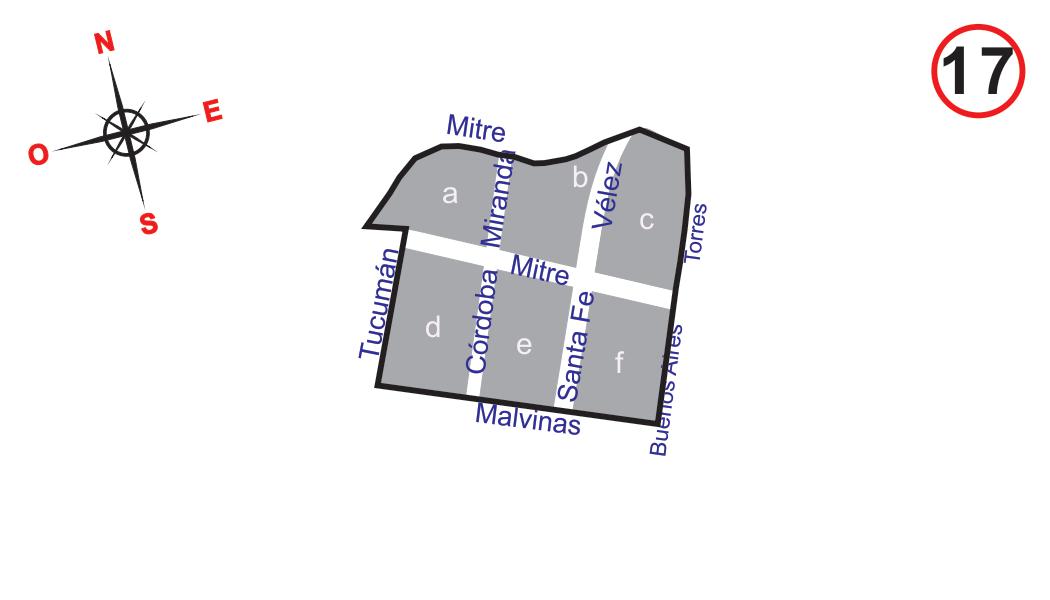 N
E
O
S
17
Mitre
Miranda
Vélez
Torres
a
b
c
Mitre
Tucumán
Córdoba
Santa Fe
Buenos Aires
d
e
f
Malvinas